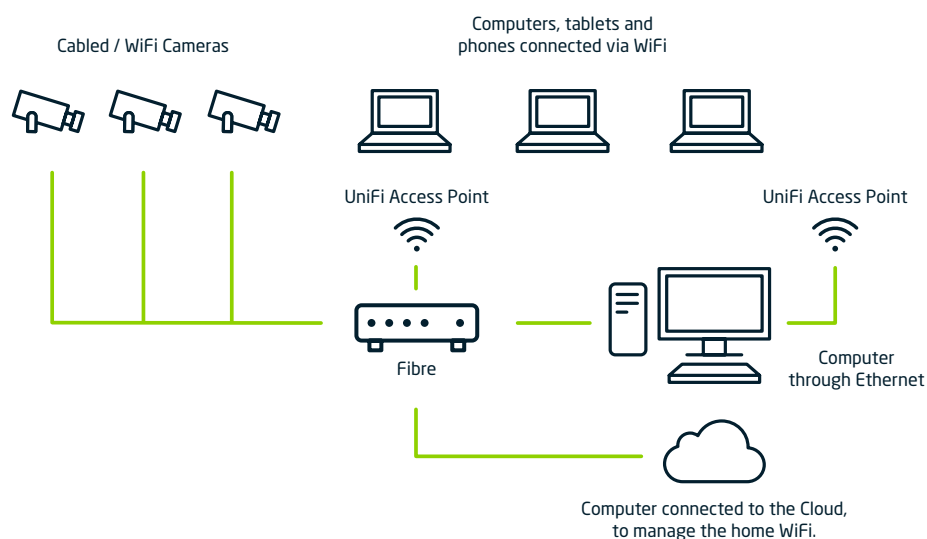 Computers, tablets and
phones connected via WiFi
Cabled / WiFi Cameras
UniFi Access Point
UniFi Access Point
Fibre
Computer
through Ethernet
Computer connected to the Cloud,
to manage the home WiFi.